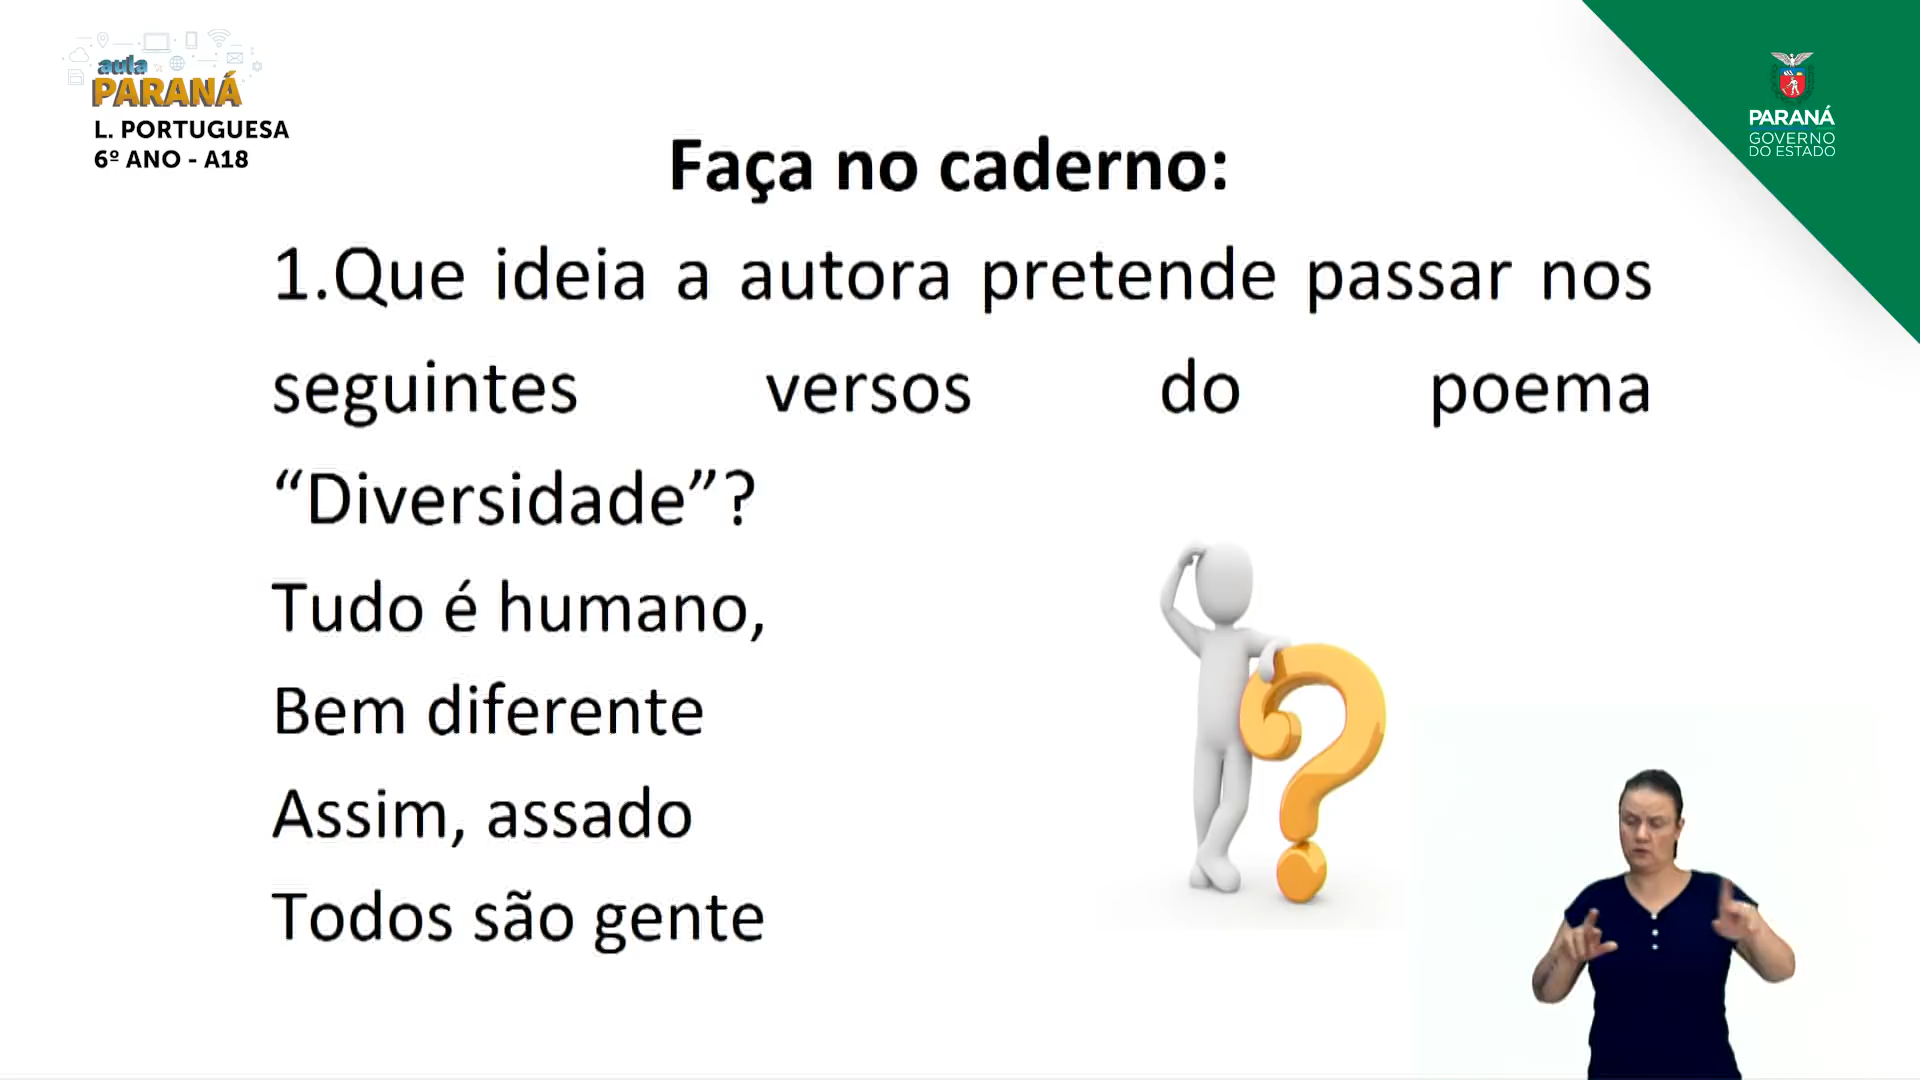 aula
PARANÁ
L. PORTUGUESA
6º ANO - A18
PARANÁ
GOVERNO
DO ESTADO
Faça no caderno:
1.Que ideia a autora pretende passar nos
seguintes versos do poema
“Diversidade”?
Tudo é humano,
Bem diferente
Assim, assado
Todos são gente